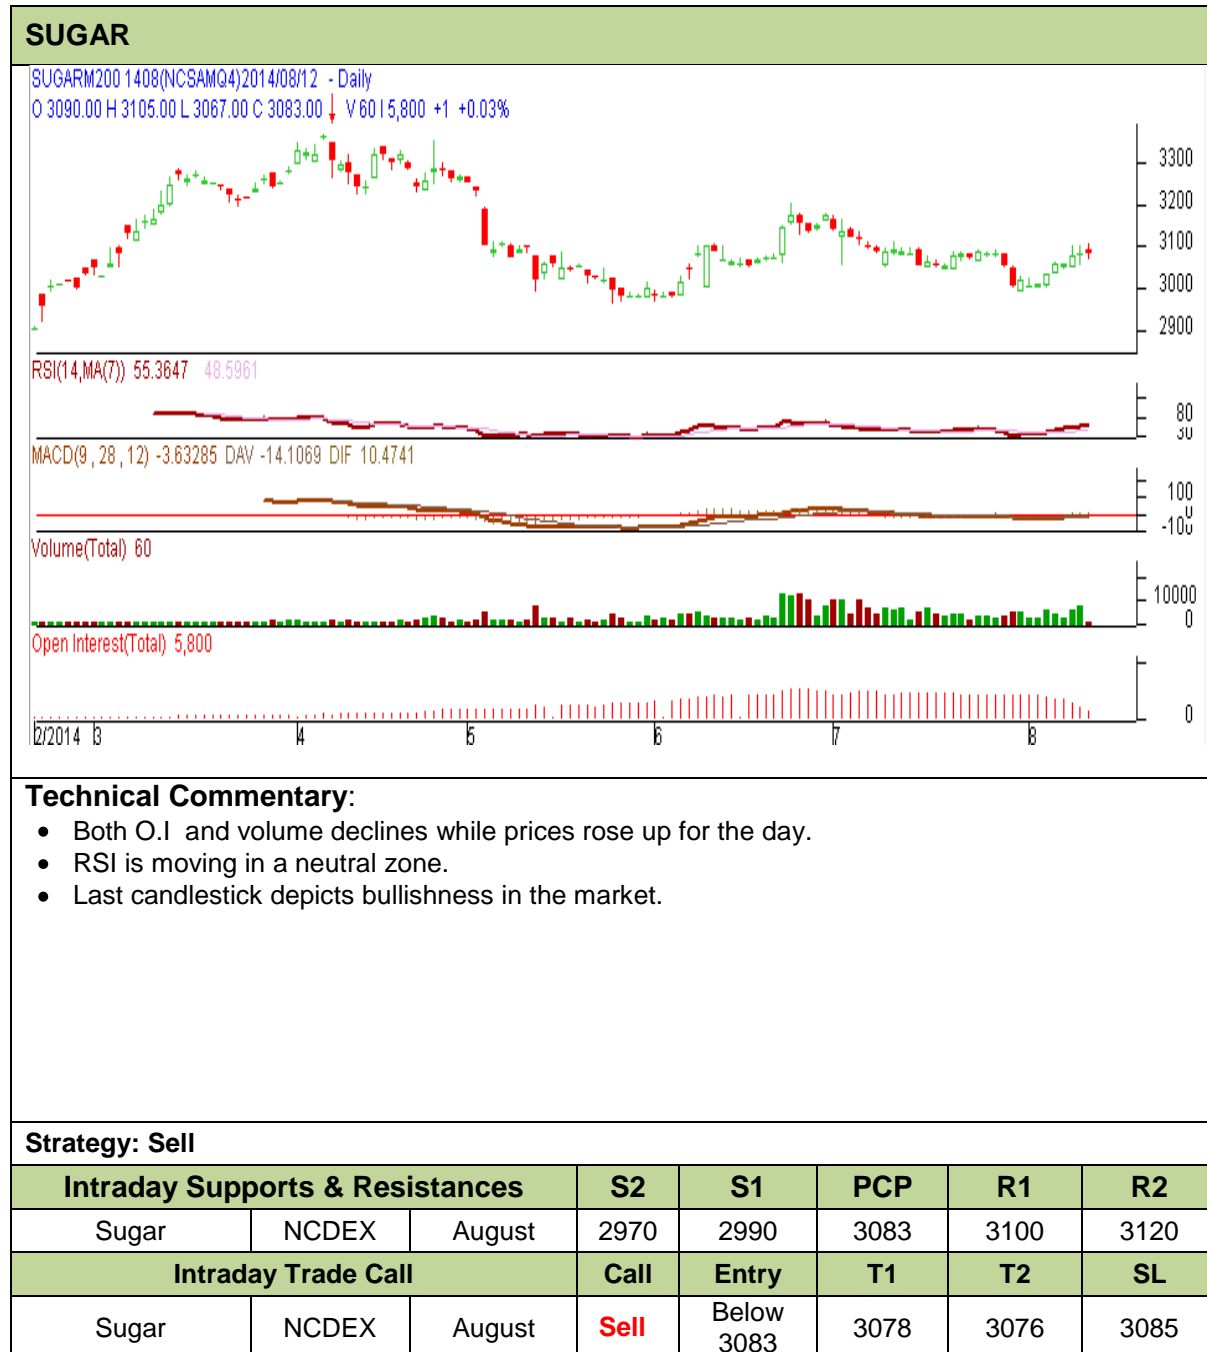 SUGAR
SUGARM200 1408(NCSAMQ4)2014/08/12 - Daily
O 3090.00 H 3105.00 L 3067.00 C 3083.00 V 60 I 5,800 +1 +0.03%
3300
3200
3100
3000
2900
RSI(14,MA(7)) 55.3647 48.5961
80
30
MACD(9 , 28 , 12) -3.63285 DAV -14.1069 DIF 10.4741
100
0
-100
Volume(Total) 60
10000
0
Open Interest(Total) 5,800
0
2/2014 3 4 5 6 7 8
Technical Commentary:
• Both O.I and volume declines while prices rose up for the day.
• RSI is moving in a neutral zone.
• Last candlestick depicts bullishness in the market.
Strategy: Sell
Intraday Supports & Resistances S2 S1 PCP R1 R2
Sugar NCDEX August 2970 2990 3083 3100 3120
Intraday Trade Call Call Entry T1 T2 SL
Sugar NCDEX August Sell Below 3083 3078 3076 3085